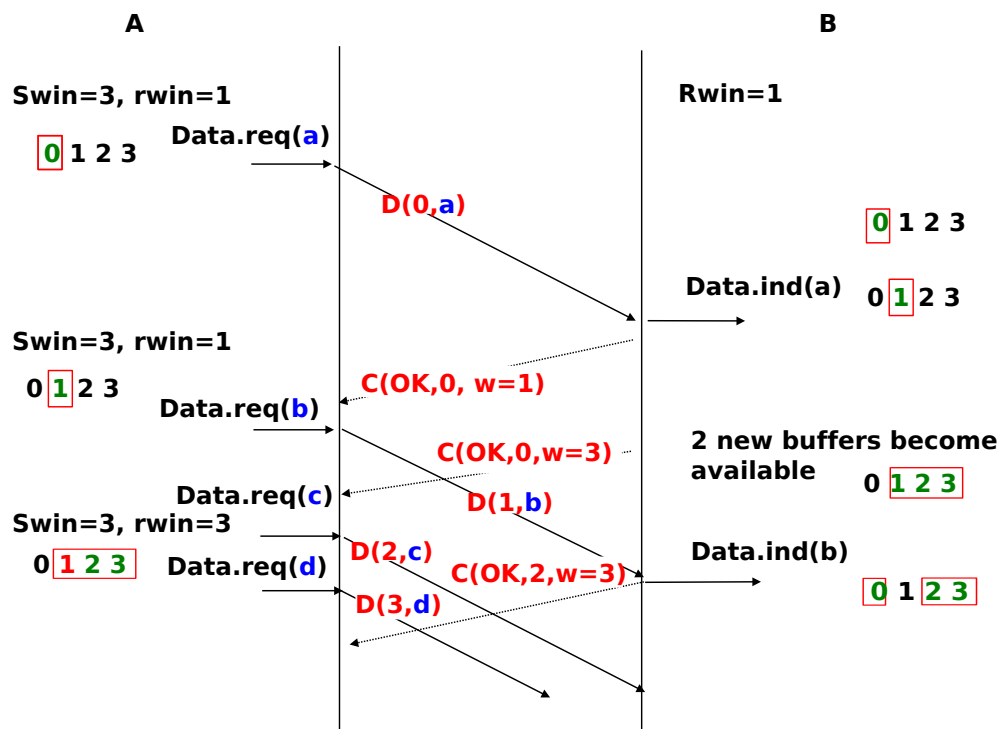 A
B
Swin=3, rwin=1
Rwin=1
Data.req(a)
0 1 2 3
D(0,a)
0 1 2 3
Data.ind(a)
0 1 2 3
Swin=3, rwin=1
0 1 2 3
C(OK,0, w=1)
Data.req(b)
2 new buffers become
available
C(OK,0,w=3)
0 1 2 3
Data.req(c)
D(1,b)
Swin=3, rwin=3
0 1 2 3
D(2,c)
Data.ind(b)
Data.req(d)
C(OK,2,w=3)
0 1 2 3
D(3,d)